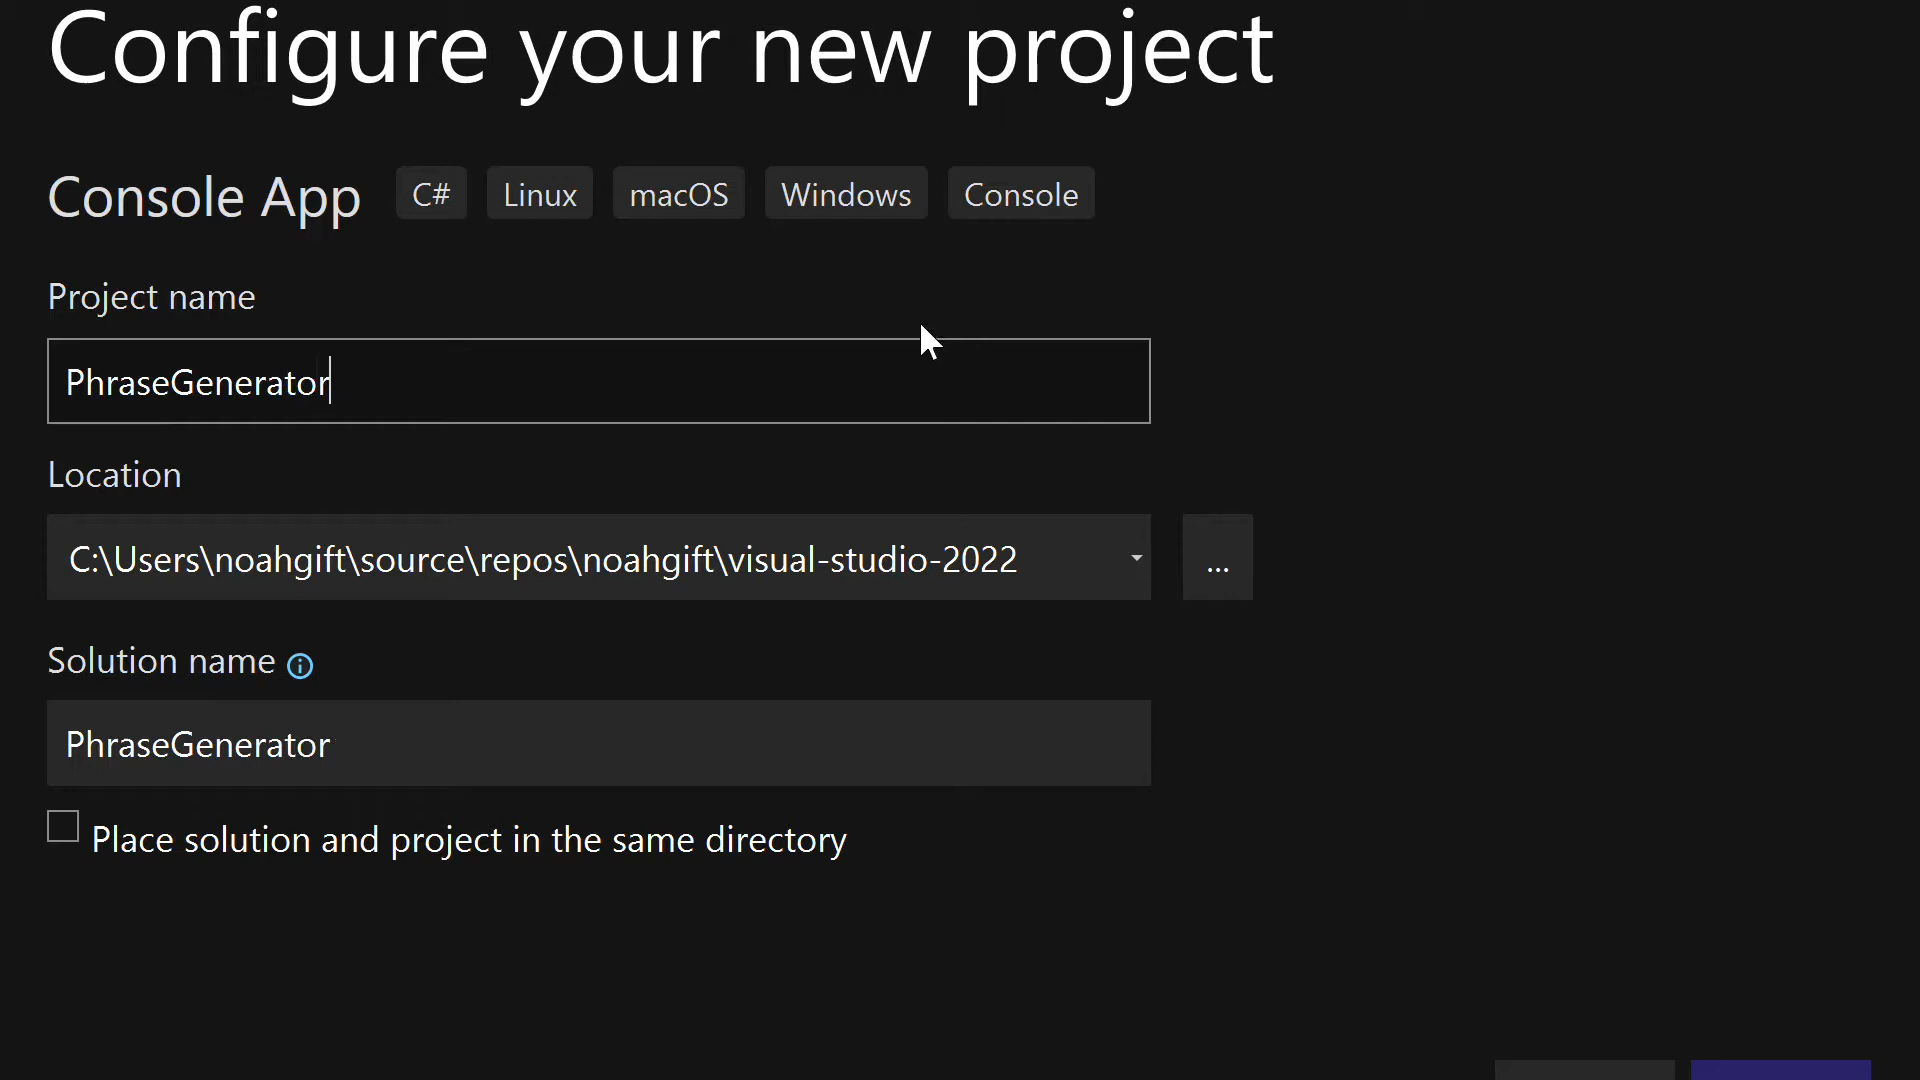 Configure your new project
Console App C# Linux macOS Windows Console
Project name
PhraseGenerator
Location
C:\Users\noahgift\source\repos\noahgift\visual-studio-2022
...
Solution name
PhraseGenerator
Place solution and project in the same directory